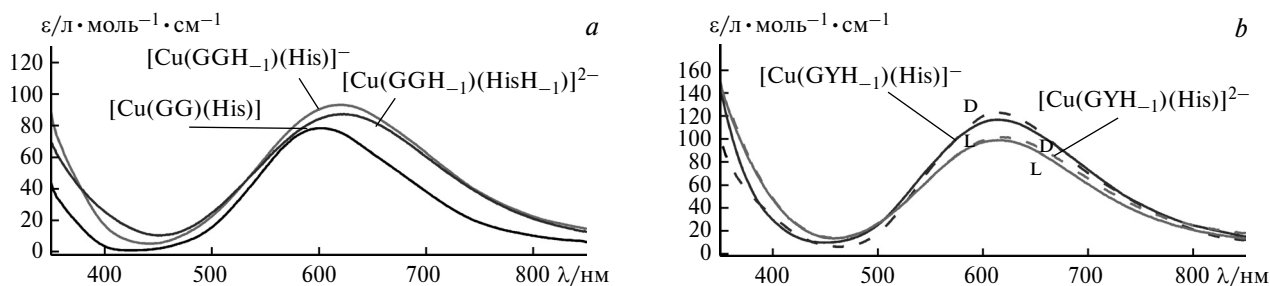 ε/л•моль⁻¹•см⁻¹ a
120
100
80
60
40
20
0
[Cu(GGH₋₁)(His)]⁻
[Cu(GGH₋₁)(HisH₋₁)]²⁻
[Cu(GG)(His)]
400 500 600 700 800 λ/нм
ε/л•моль⁻¹•см⁻¹ b
160
140
120
100
80
60
40
20
0
[Cu(GYH₋₁)(His)]⁻
[Cu(GYH₋₁)(His)]²⁻
D
L D
L
400 500 600 700 800 λ/нм